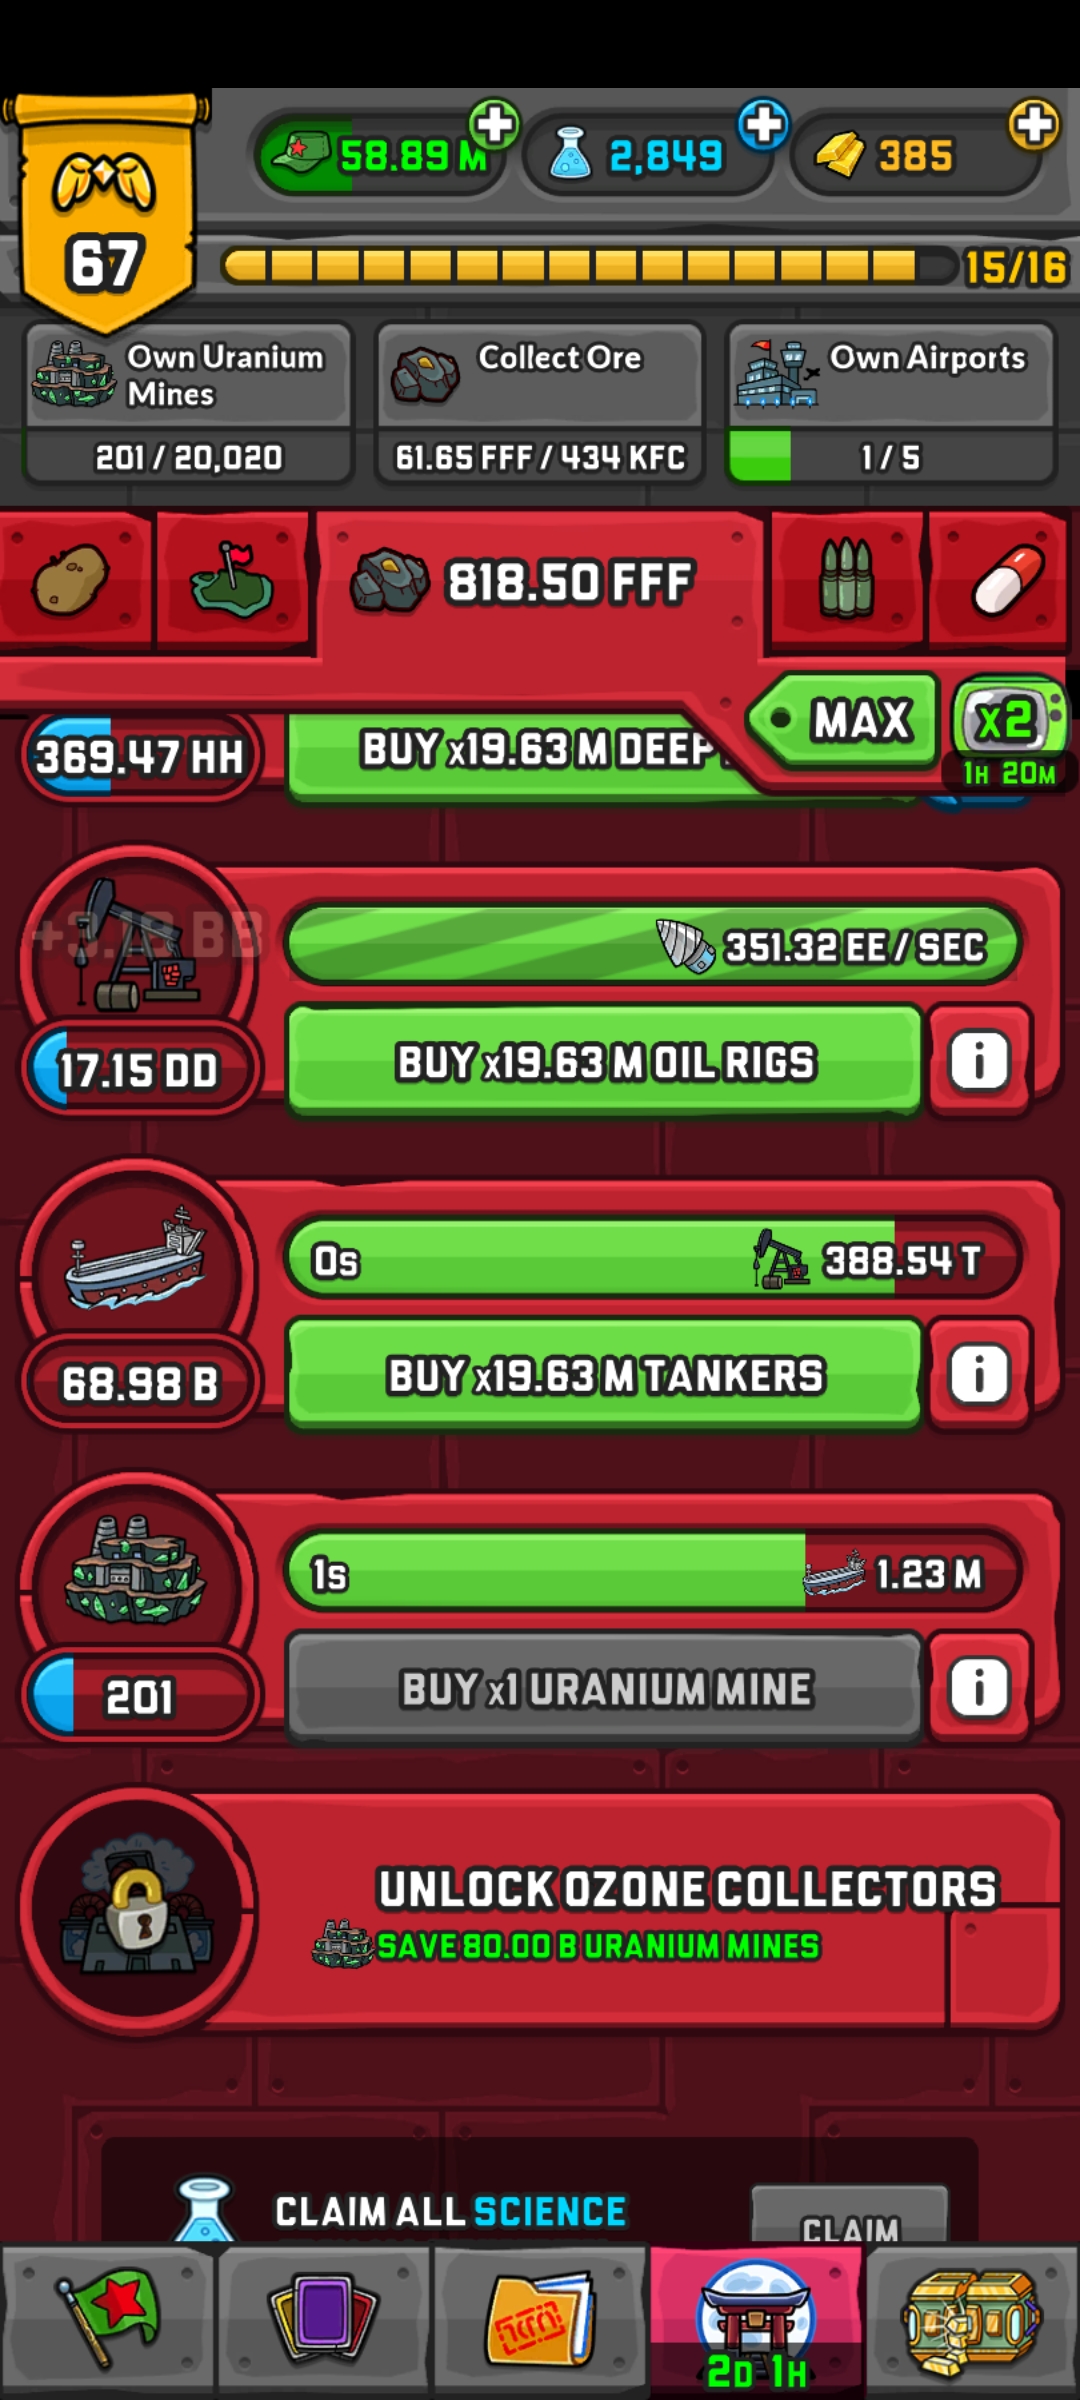 67
58.89 M
2,849
385
15/16
Own Uranium
Mines
201 / 20,020
Collect Ore
61.65 FFF / 434 KFC
Own Airports
1 / 5
818.50 FFF
MAX
x2
1H 20M
369.47 HH
BUY x19.63 M DEEP
351.32 EE / SEC
17.15 DD
BUY x19.63 M OIL RIGS
i
0s
388.54 T
68.98 B
BUY x19.63 M TANKERS
i
1s
1.23 M
201
BUY x1 URANIUM MINE
i
UNLOCK OZONE COLLECTORS
SAVE 80.00 B URANIUM MINES
CLAIM ALL SCIENCE
CLAIM
2D 1H